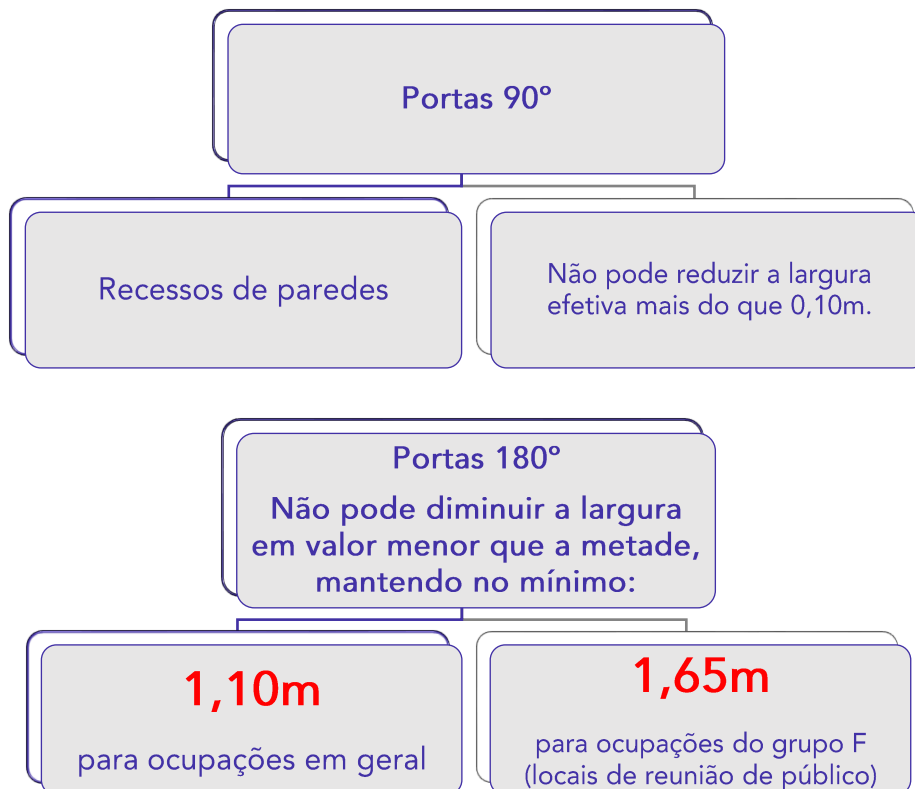 Portas 90º
Recessos de paredes
Não pode reduzir a largura
efetiva mais do que 0,10m.
Portas 180º
Não pode diminuir a largura
em valor menor que a metade,
mantendo no mínimo:
1,10m
para ocupações em geral
1,65m
para ocupações do grupo F
(locais de reunião de público)